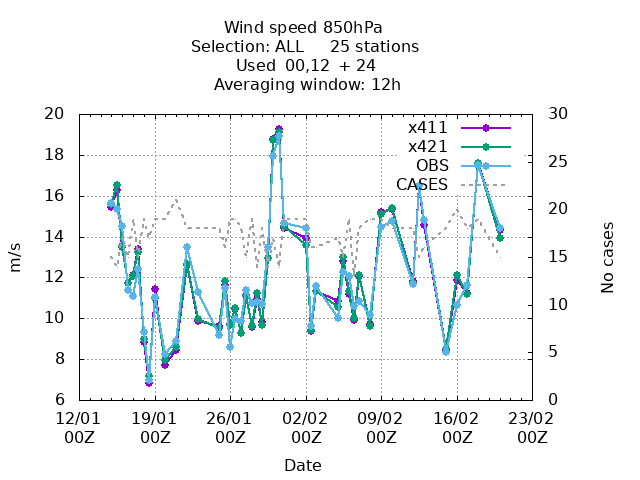 Wind speed 850hPa
Selection: ALL     25 stations
Used  00,12  + 24
Averaging window: 12h
x411
x421
OBS
CASES
20
18
16
14
12
10
8
6
m/s
30
25
20
15
10
5
0
No cases
12/01 19/01 26/01 02/02 09/02 16/02 23/02
00Z 00Z 00Z 00Z 00Z 00Z 00Z
Date